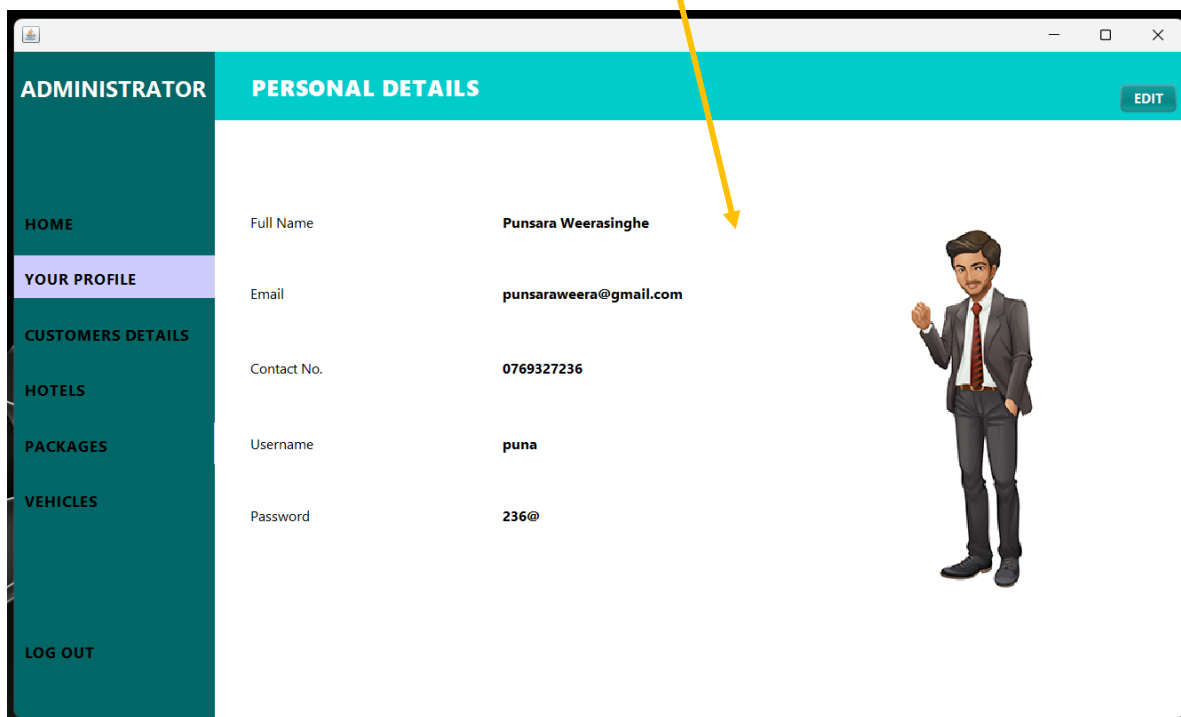 ADMINISTRATOR
PERSONAL DETAILS
EDIT
HOME
YOUR PROFILE
CUSTOMERS DETAILS
HOTELS
PACKAGES
VEHICLES
LOG OUT
Full Name Punsara Weerasinghe
Email punsaraweera@gmail.com
Contact No. 0769327236
Username puna
Password 236@